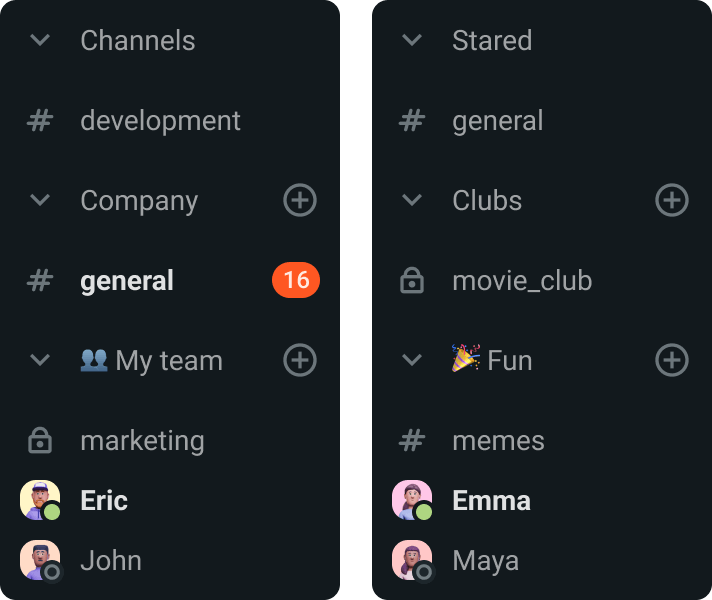 Channels
# development
Company
# general 16
👥 My team
marketing
Eric
John
Stared
# general
Clubs
movie_club
🎉 Fun
# memes
Emma
Maya